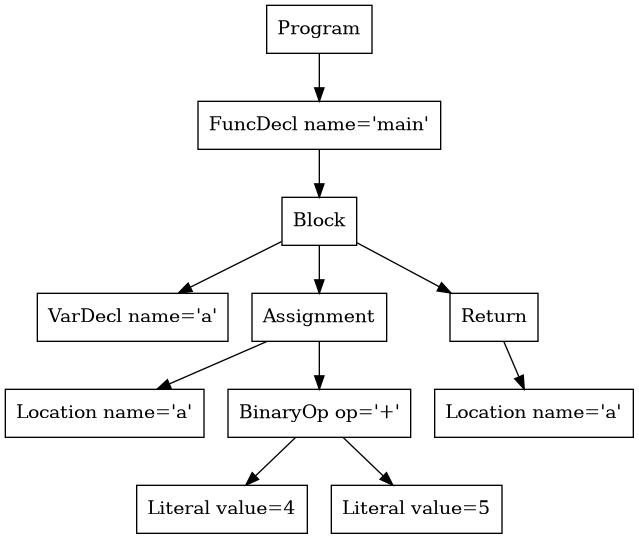 Program
FuncDecl name='main'
Block
VarDecl name='a'
Assignment
Return
Location name='a'
BinaryOp op='+'
Location name='a'
Literal value=4
Literal value=5